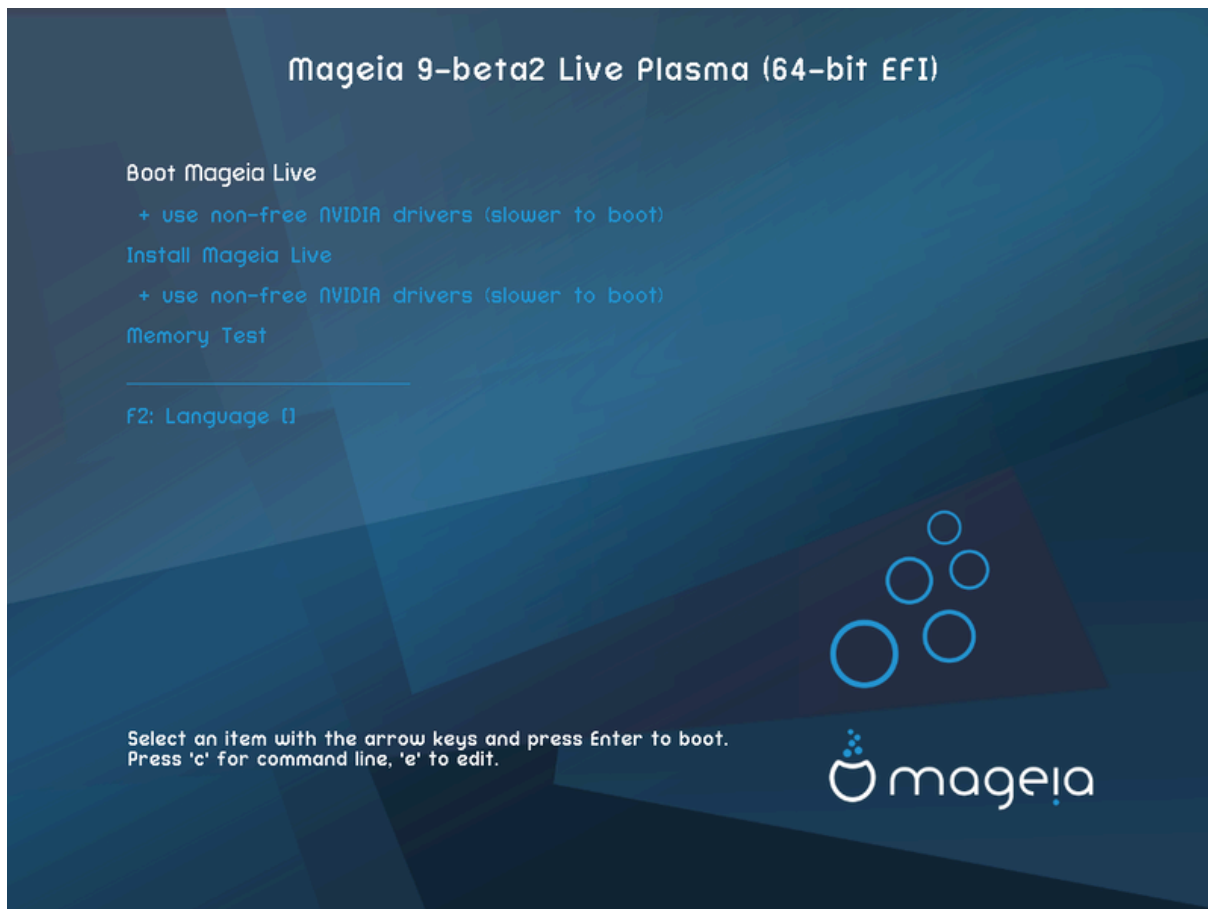 Mageia 9-beta2 Live Plasma (64-bit EFI)
Boot Mageia Live
+ use non-free NVIDIA drivers (slower to boot)
Install Mageia Live
+ use non-free NVIDIA drivers (slower to boot)
Memory Test
F2: Language []
Select an item with the arrow keys and press Enter to boot.
Press 'c' for command line, 'e' to edit.
mageia